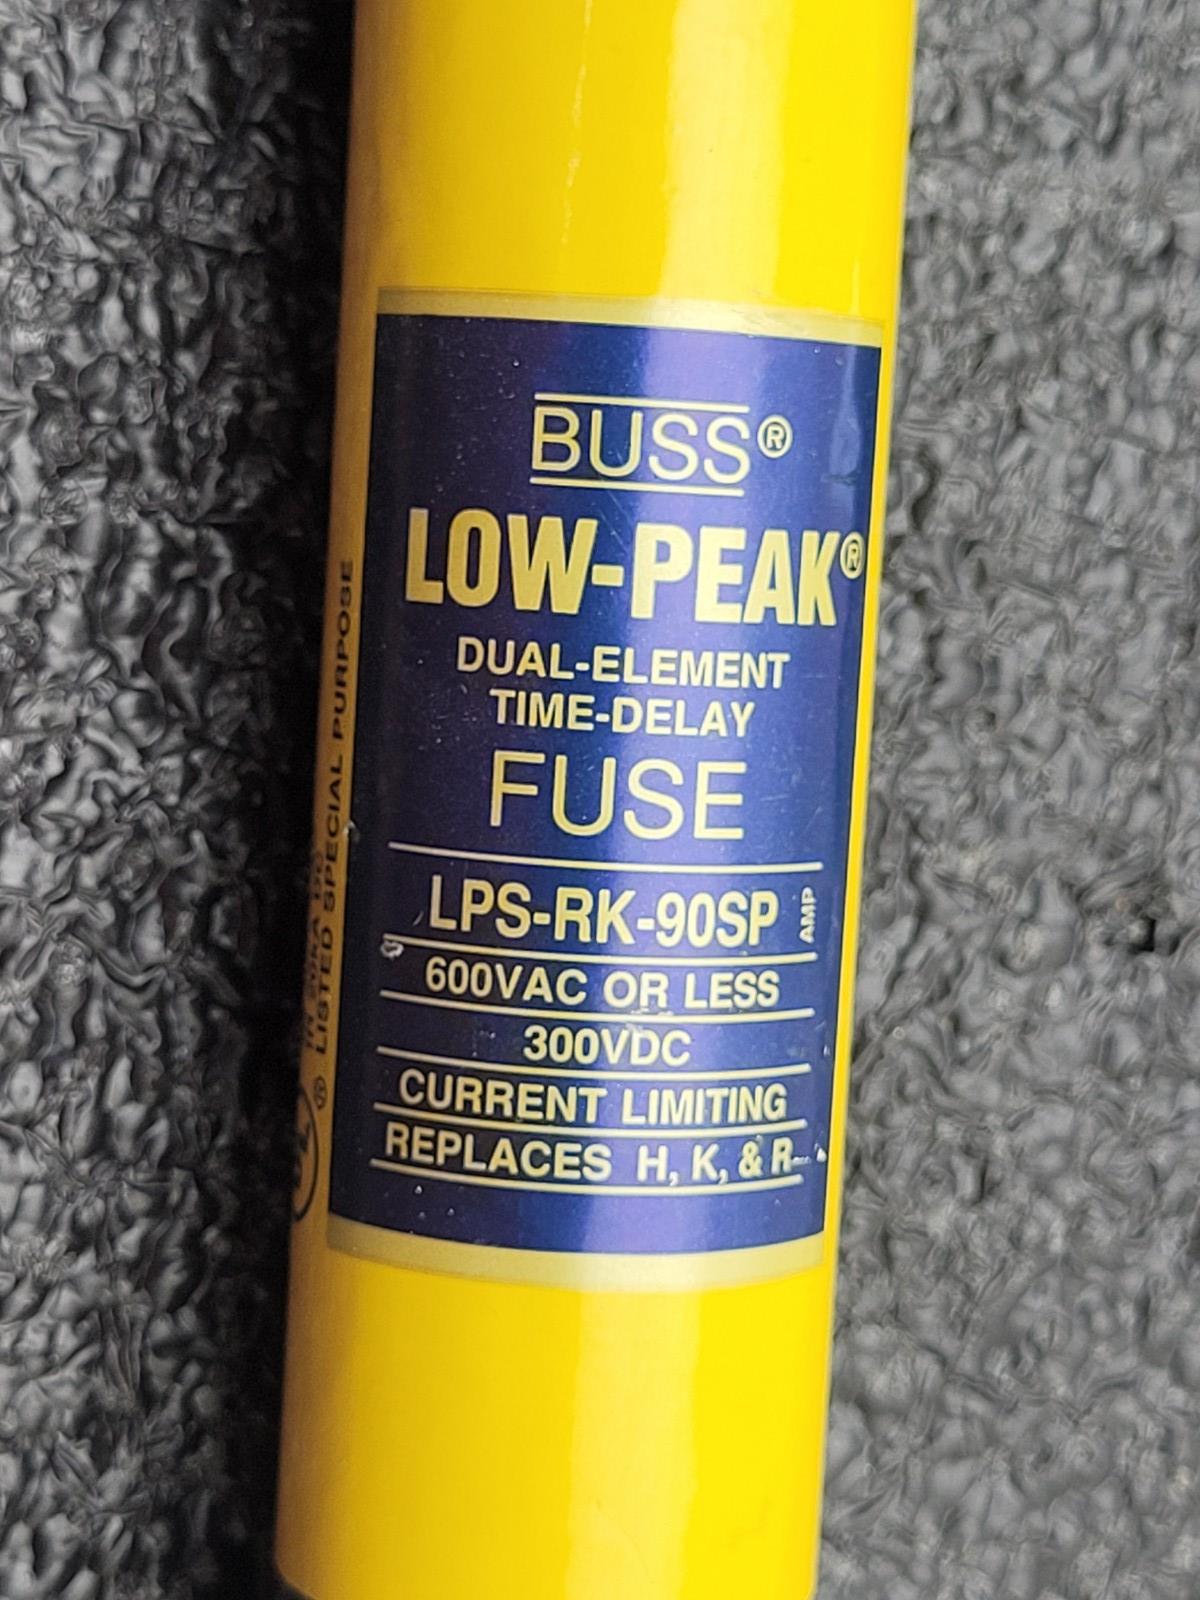 BUSS®
LOW-PEAK®
DUAL-ELEMENT
TIME-DELAY
FUSE
LPS-RK-90SP AMP
600VAC OR LESS
300VDC
CURRENT LIMITING
REPLACES H, K, & R
® LISTED SPECIAL PURPOSE